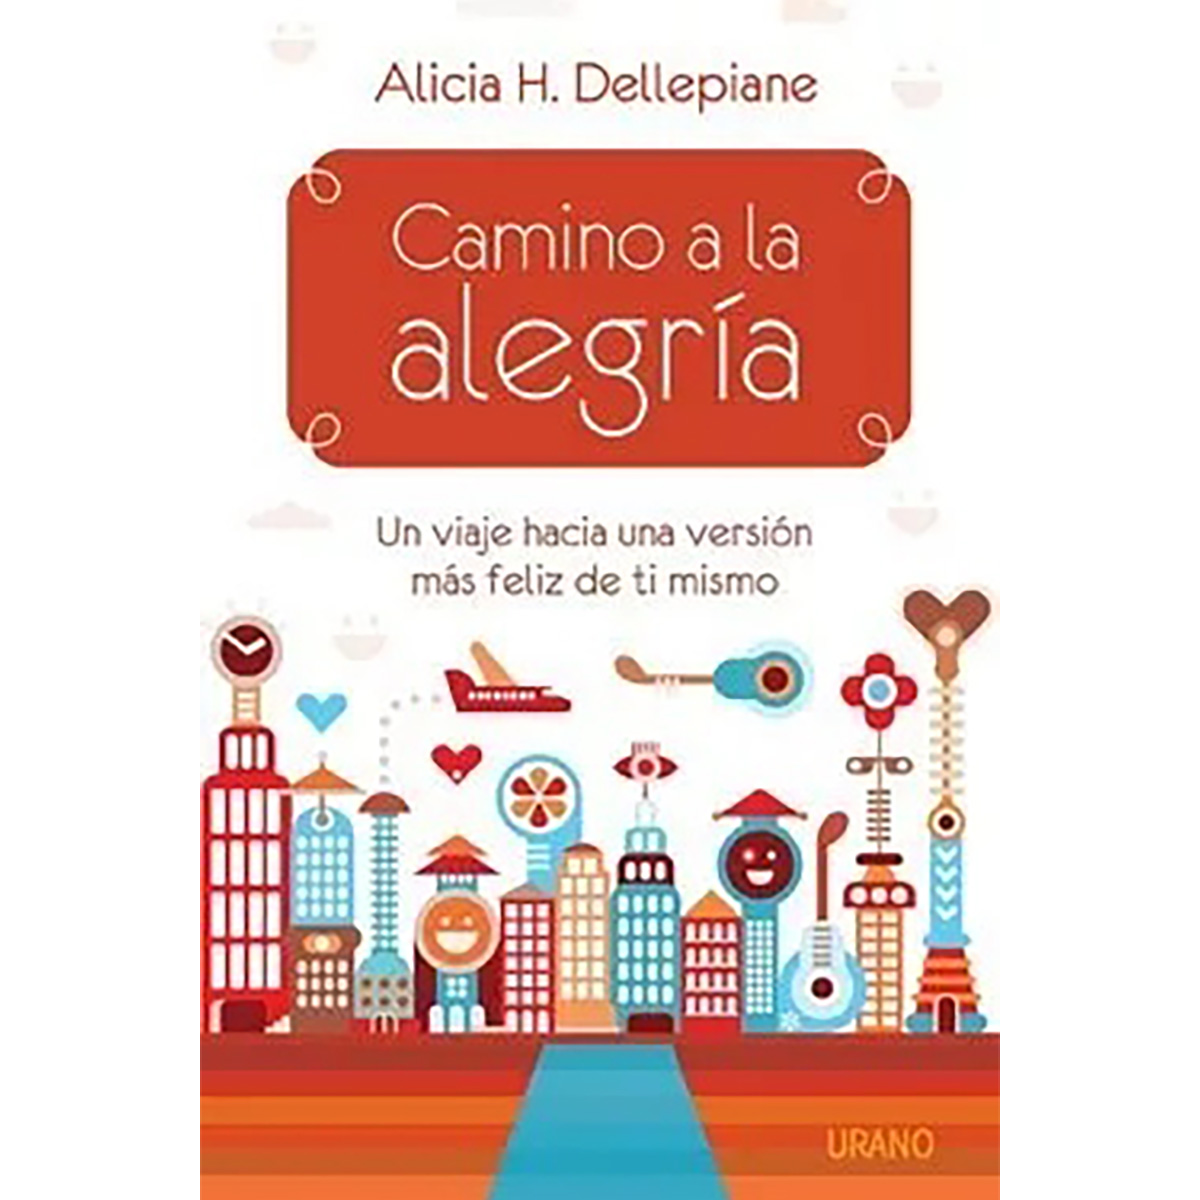 Alicia H. Dellepiane
Camino a la
alegría
Un viaje hacia una versión
más feliz de ti mismo
URANO